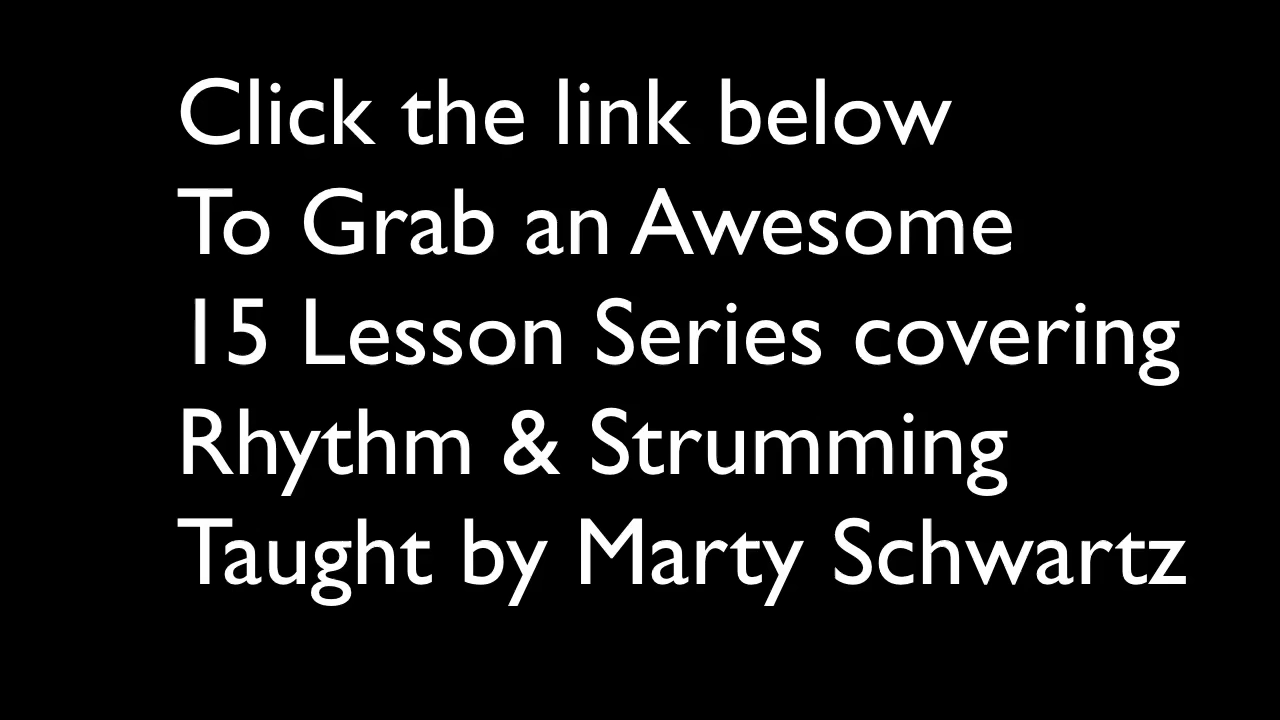 Click the link below
To Grab an Awesome
15 Lesson Series covering
Rhythm & Strumming
Taught by Marty Schwartz